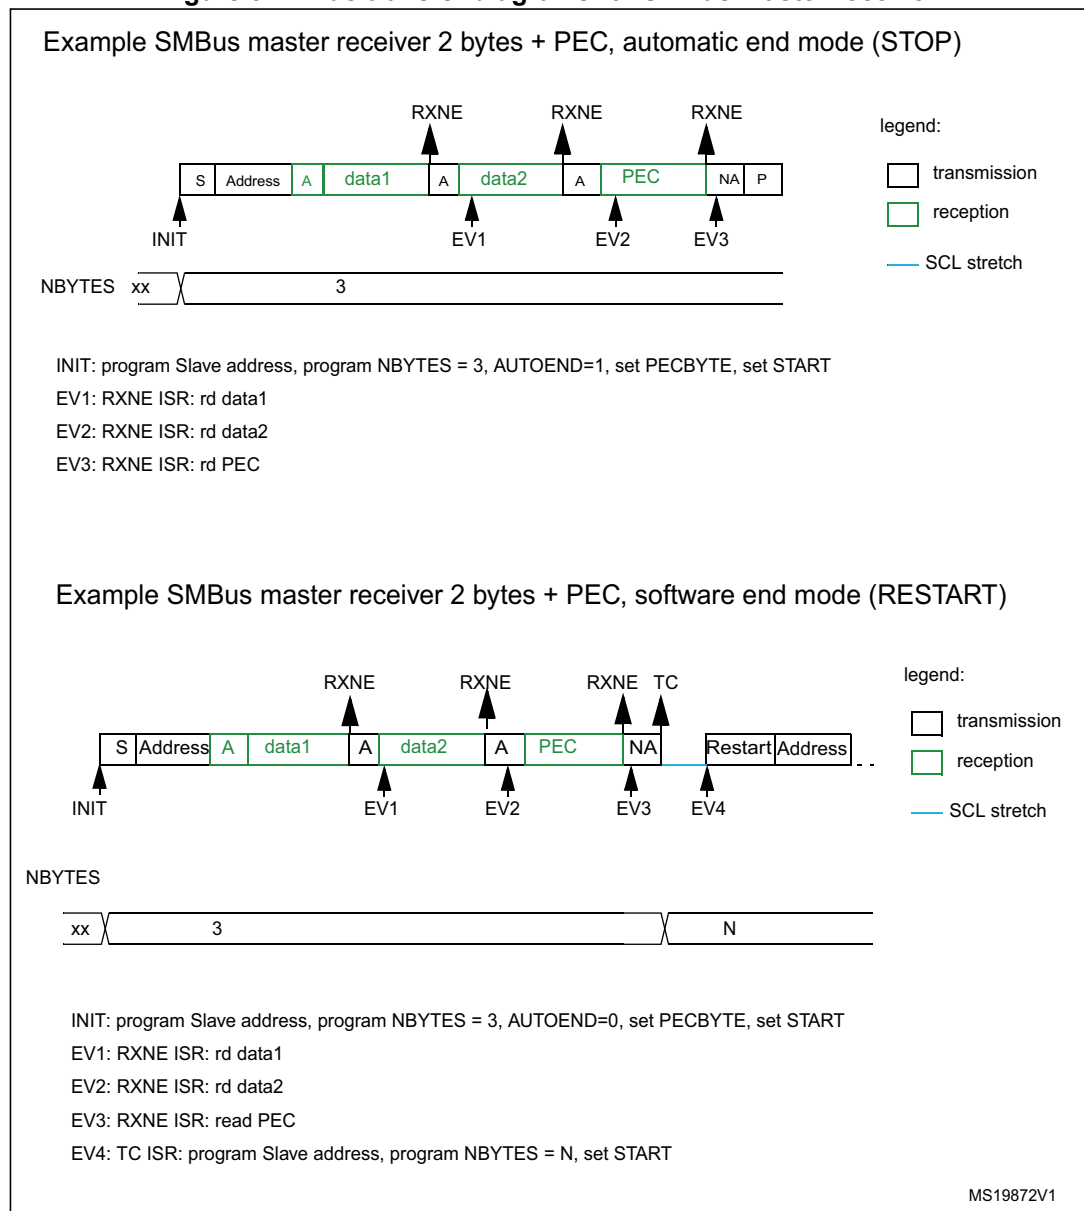 Example SMBus master receiver 2 bytes + PEC, automatic end mode (STOP)
RXNE RXNE RXNE
legend:
transmission
reception
SCL stretch
S Address A data1 A data2 A PEC NA P
INIT EV1 EV2 EV3
NBYTES xx 3
INIT: program Slave address, program NBYTES = 3, AUTOEND=1, set PECBYTE, set START
EV1: RXNE ISR: rd data1
EV2: RXNE ISR: rd data2
EV3: RXNE ISR: rd PEC
Example SMBus master receiver 2 bytes + PEC, software end mode (RESTART)
RXNE RXNE RXNE TC
legend:
transmission
reception
SCL stretch
S Address A data1 A data2 A PEC NA Restart Address
INIT EV1 EV2 EV3 EV4
NBYTES
xx 3 N
INIT: program Slave address, program NBYTES = 3, AUTOEND=0, set PECBYTE, set START
EV1: RXNE ISR: rd data1
EV2: RXNE ISR: rd data2
EV3: RXNE ISR: read PEC
EV4: TC ISR: program Slave address, program NBYTES = N, set START
MS19872V1